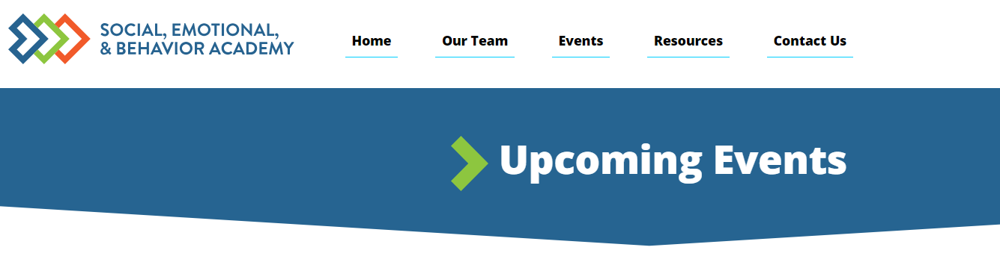 SOCIAL, EMOTIONAL,
& BEHAVIOR ACADEMY
Home Our Team Events Resources Contact Us
Upcoming Events